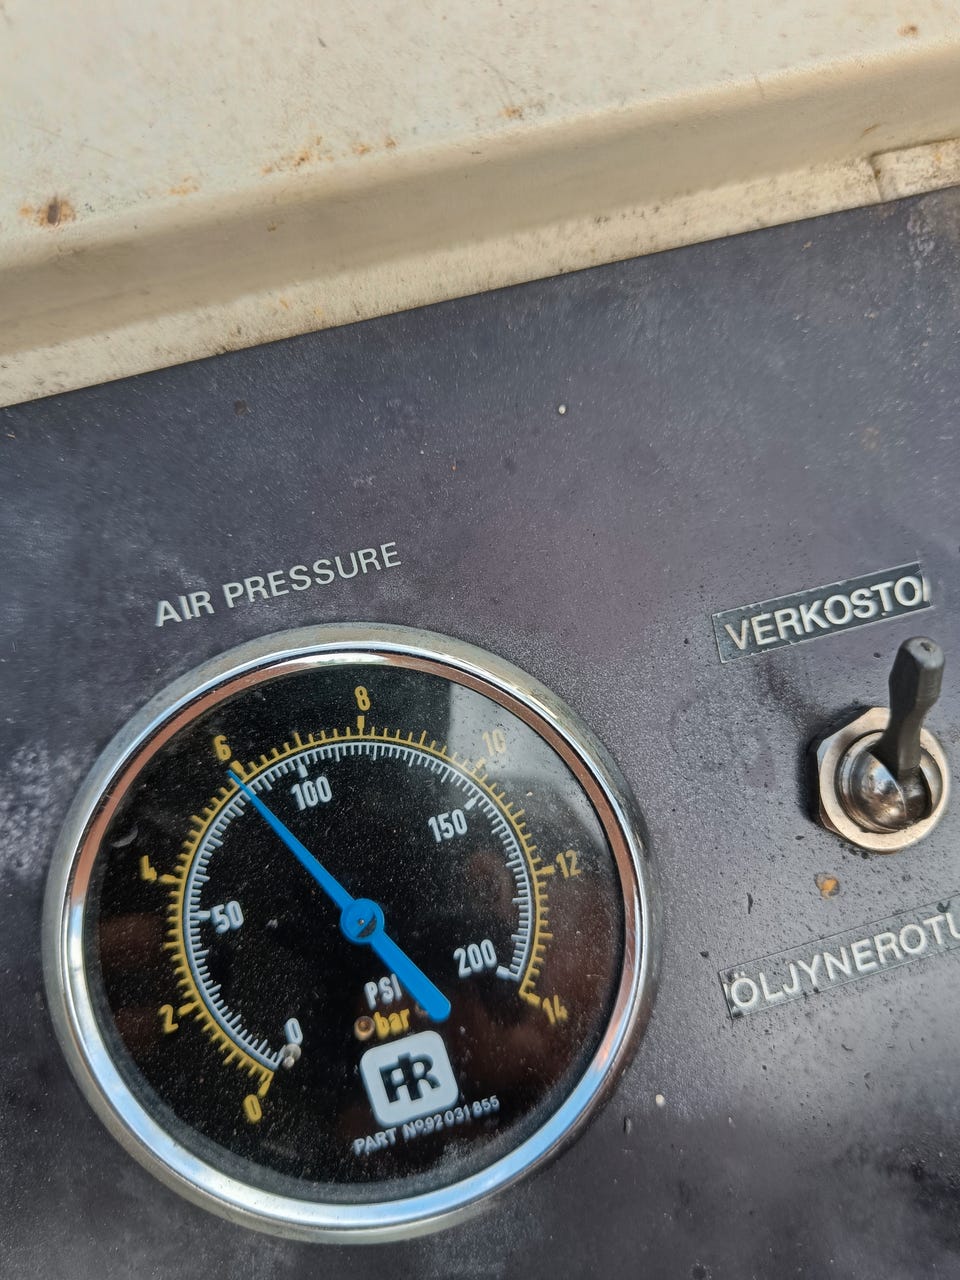 AIR PRESSURE
VERKOSTO
8
6
10
100
150
4
12
50
200
ÖLJYNEROTU
PSI
bar
2
14
0
0
IR
PART Nº92031855